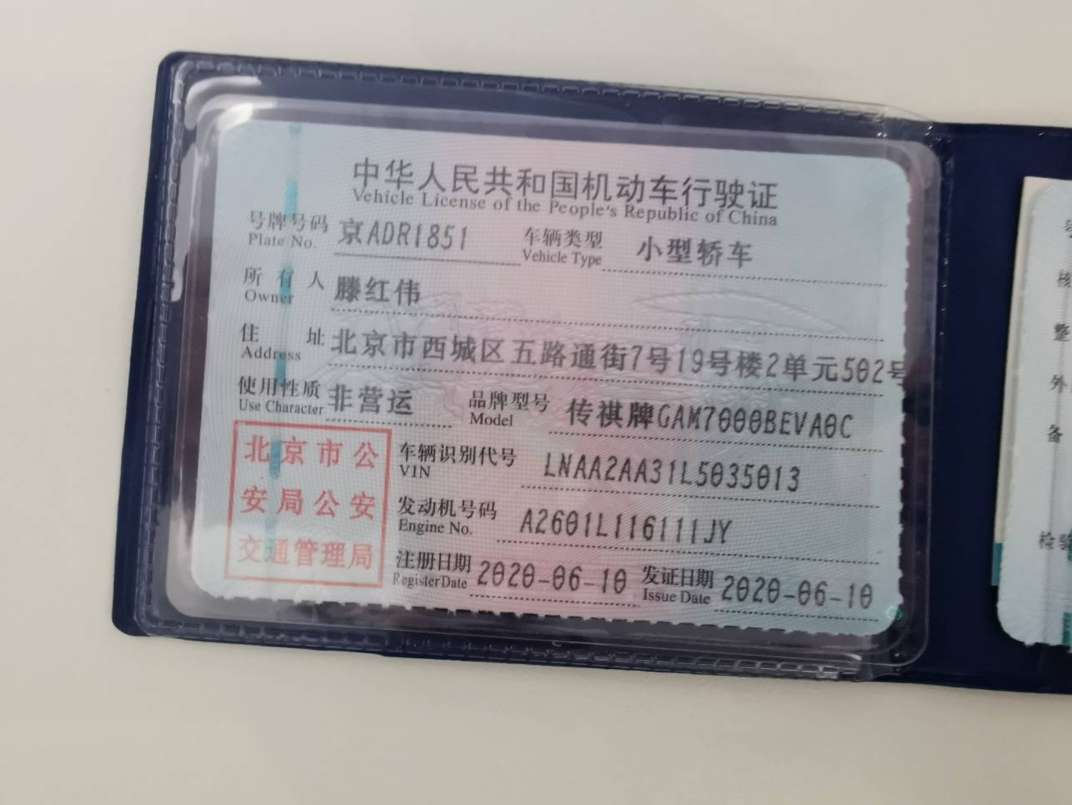 中华人民共和国机动车行驶证
Vehicle License of the People's Republic of China
号牌号码 京ADR1851 车辆类型 小型轿车
Plate No. Vehicle Type
所有人 滕红伟
Owner
住址 北京市西城区五路通街7号19号楼2单元502号
Address
使用性质 非营运 品牌型号 传祺牌GAM7000BEVA0C
Use Character Model
北京市公
安局公安
交通管理局
车辆识别代号 LNAA2AA31L5035013
VIN
发动机号码 A2601L116111JY
Engine No.
注册日期 2020-06-10 发证日期 2020-06-10
Register Date Issue Date
核
整
外
备
检验